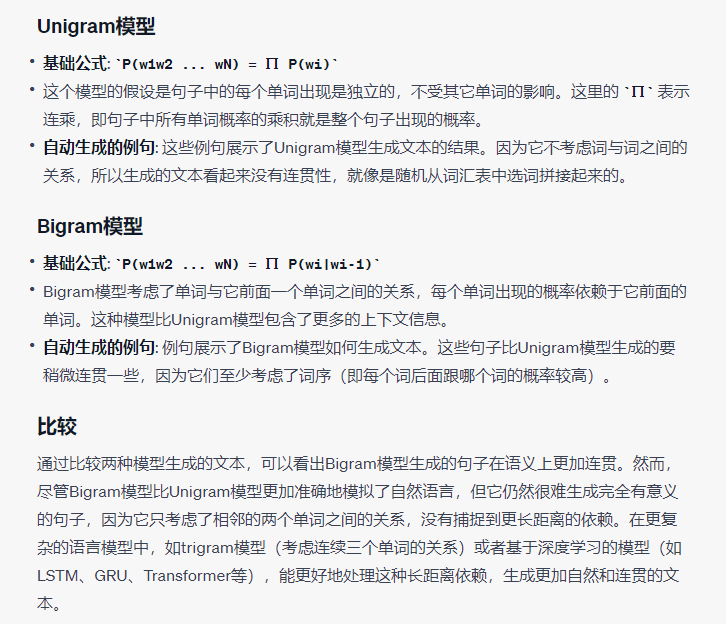 Unigram模型
• 基础公式: `P(w1w2 ... wN) = ∏ P(wi)`
• 这个模型的假设是句子中的每个单词出现是独立的，不受其它单词的影响。这里的 `∏` 表示
连乘，即句子中所有单词概率的乘积就是整个句子出现的概率。
• 自动生成的例句: 这些例句展示了Unigram模型生成文本的结果。因为它不考虑词与词之间的
关系，所以生成的文本看起来没有连贯性，就像是随机从词汇表中选词拼接起来的。
Bigram模型
• 基础公式: `P(w1w2 ... wN) = ∏ P(wi|wi-1)`
• Bigram模型考虑了单词与它前面一个单词之间的关系，每个单词出现的概率依赖于它前面的
单词。这种模型比Unigram模型包含了更多的上下文信息。
• 自动生成的例句: 例句展示了Bigram模型如何生成文本。这些句子比Unigram模型生成的要
稍微连贯一些，因为它们至少考虑了词序（即每个词后面跟哪个词的概率较高）。
比较
通过比较两种模型生成的文本，可以看出Bigram模型生成的句子在语义上更加连贯。然而，
尽管Bigram模型比Unigram模型更加准确地模拟了自然语言，但它仍然很难生成完全有意义
的句子，因为它只考虑了相邻的两个单词之间的关系，没有捕捉到更长距离的依赖。在更复
杂的语言模型中，如trigram模型（考虑连续三个单词的关系）或者基于深度学习的模型（如
LSTM、GRU、Transformer等），能更好地处理这种长距离依赖，生成更加自然和连贯的文
本。